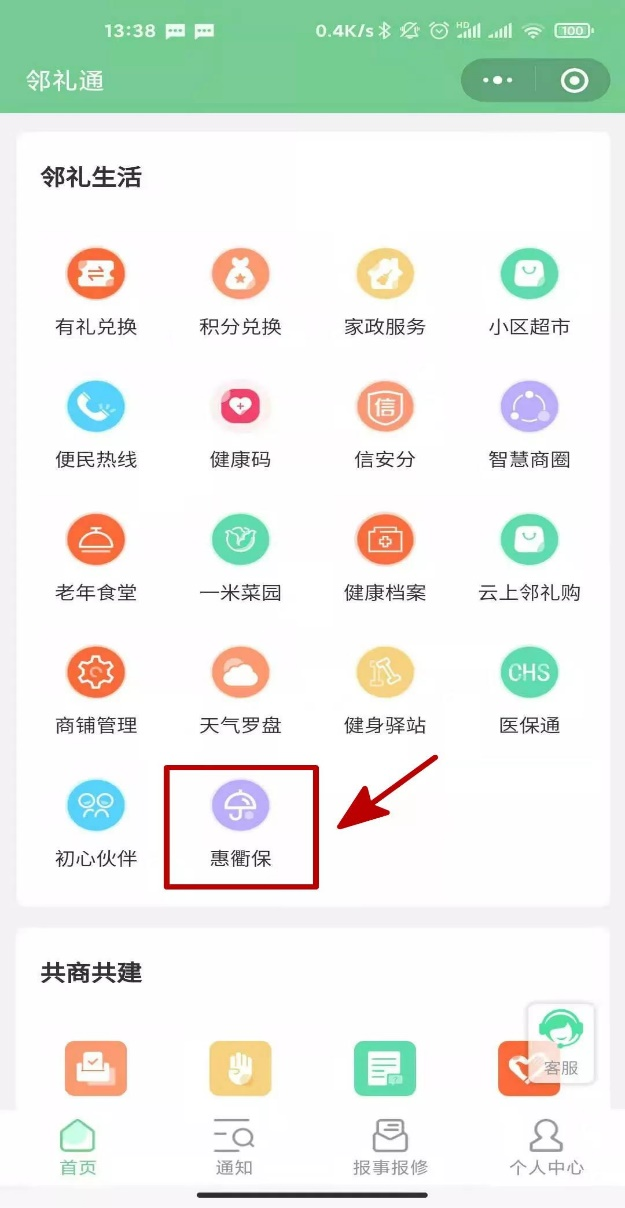 13:38
0.4K/s HD 100
邻礼通
邻礼生活
有礼兑换 积分兑换 家政服务 小区超市
信
便民热线 健康码 信安分 智慧商圈
老年食堂 一米菜园 健康档案 云上邻礼购
CHS
商铺管理 天气罗盘 健身驿站 医保通
初心伙伴 惠衢保
共商共建
客服
首页 通知 报事报修 个人中心